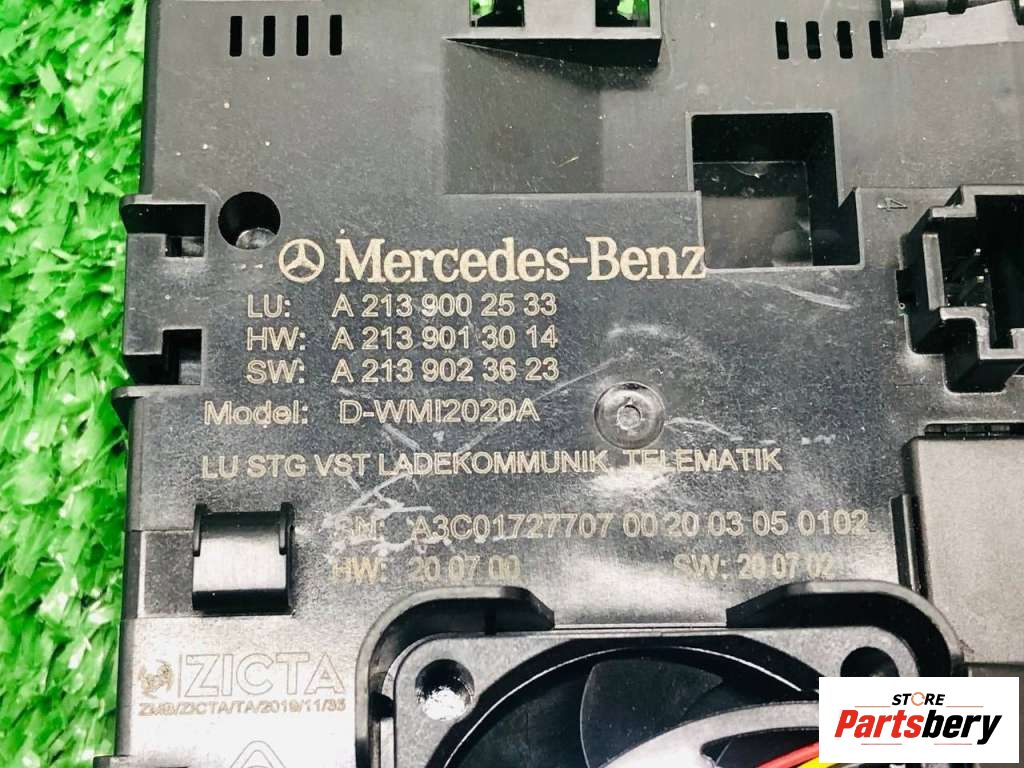 Mercedes-Benz
LU: A 213 900 25 33
HW: A 213 901 30 14
SW: A 213 902 36 23
Model: D-WMI2020A
LU STG VST LADEKOMMUNIK. TELEMATIK
SN: A3C01727707 00 20 03 05 0102
HW: 20 07 00 SW: 20 07 02
ZICTA
ZMB/ZICTA/TA/2019/11/35
4
STORE
Partsbery